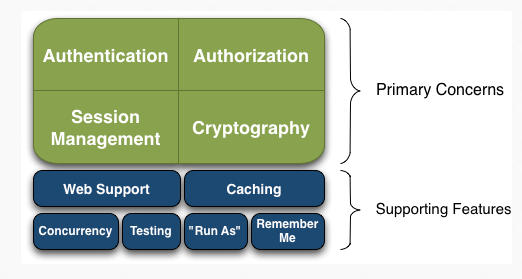 Authentication
Authorization
Primary Concerns
Session
Management
Cryptography
Web Support
Caching
Supporting Features
Concurrency
Testing
"Run As"
Remember
Me